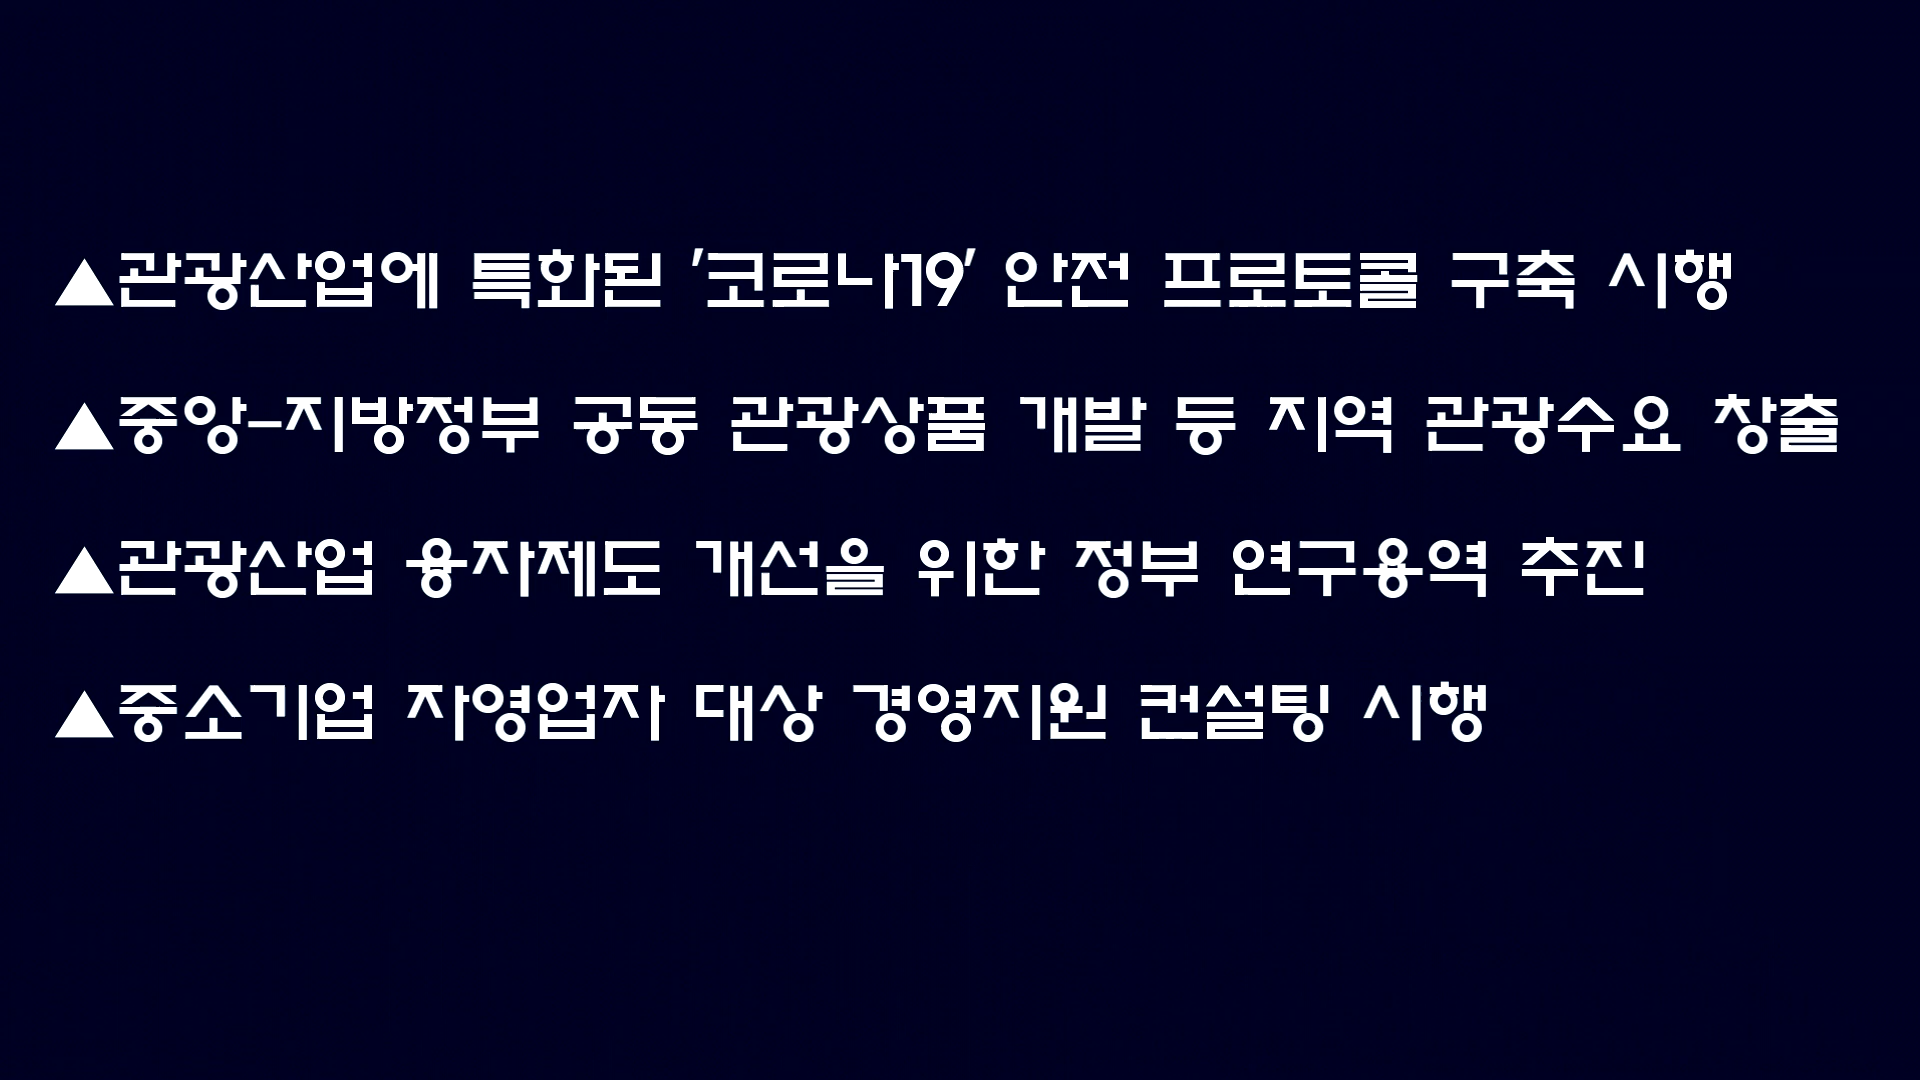 ▲관광산업에 특화된 '코로나19' 안전 프로토콜 구축 시행
▲중앙-지방정부 공동 관광상품 개발 등 지역 관광수요 창출
▲관광산업 융자제도 개선을 위한 정부 연구용역 추진
▲중소기업 자영업자 대상 경영지원 컨설팅 시행